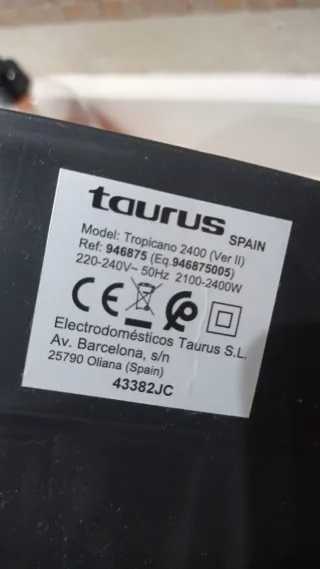 taurus
SPAIN
Model: Tropicano 2400 (Ver II)
Ref: 946875 (Eq.946875005)
220-240V~ 50Hz 2100-2400W
CE
Electrodomésticos Taurus S.L.
Av. Barcelona, s/n
25790 Oliana (Spain)
43382JC